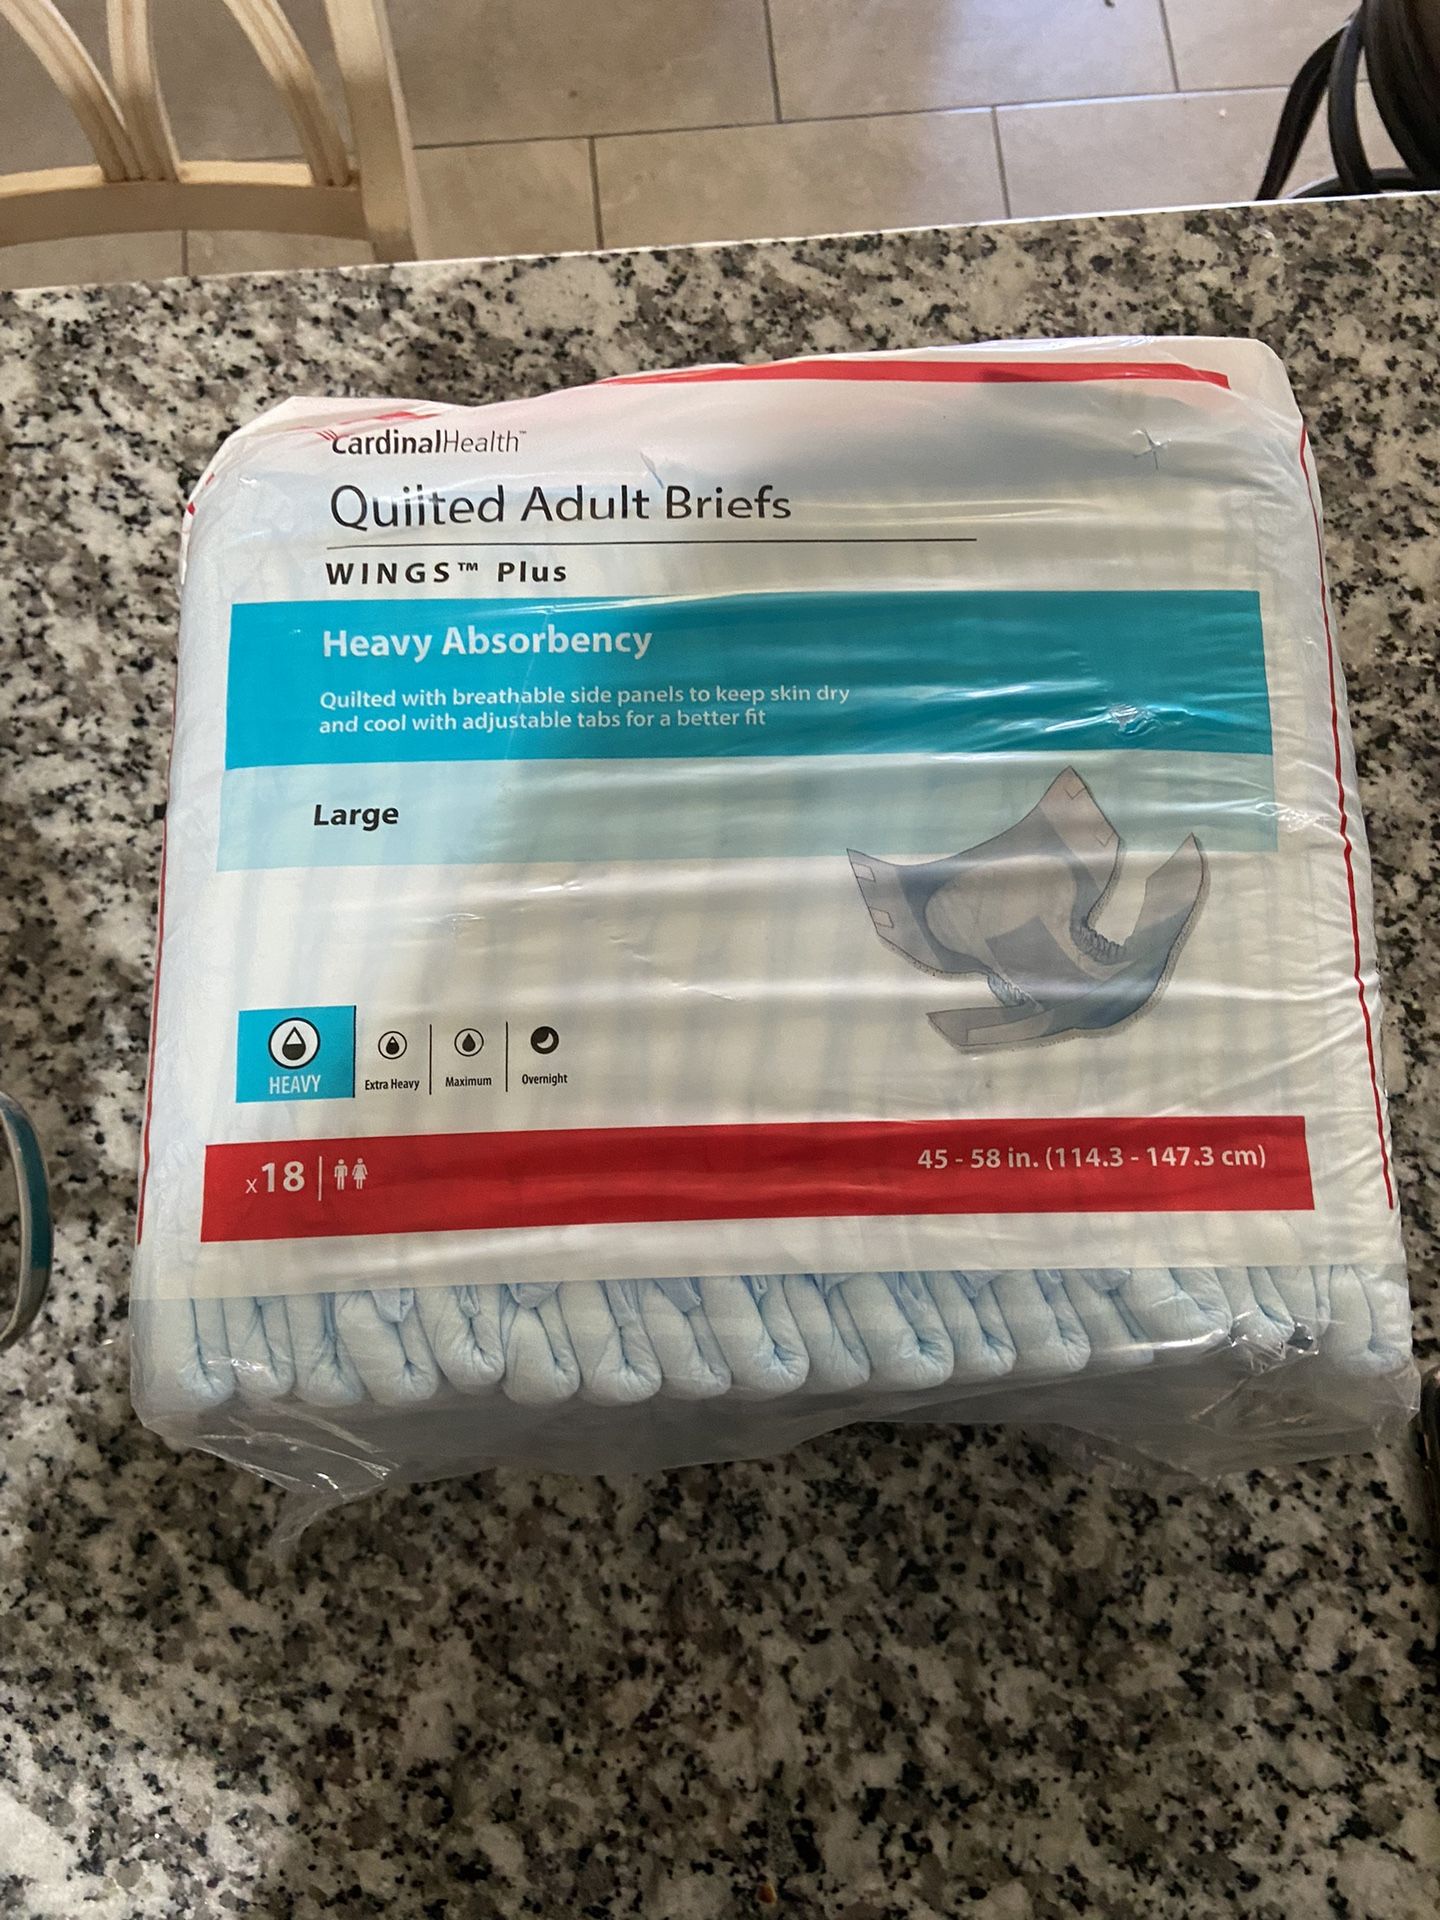 CardinalHealth™
Quilted Adult Briefs
WINGS™ Plus
Heavy Absorbency
Quilted with breathable side panels to keep skin dry
and cool with adjustable tabs for a better fit
Large
HEAVY
Extra Heavy
Maximum
Overnight
x18
45 - 58 in. (114.3 - 147.3 cm)